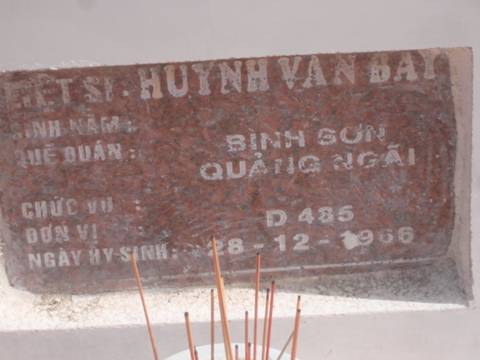 LIỆT SĨ: HUỲNH VĂN BẢY
SINH NĂM :
QUÊ QUÁN : BÌNH SƠN
QUẢNG NGÃI
CHỨC VỤ :
ĐƠN VỊ : D 485
NGÀY HY SINH: 28-12-1966